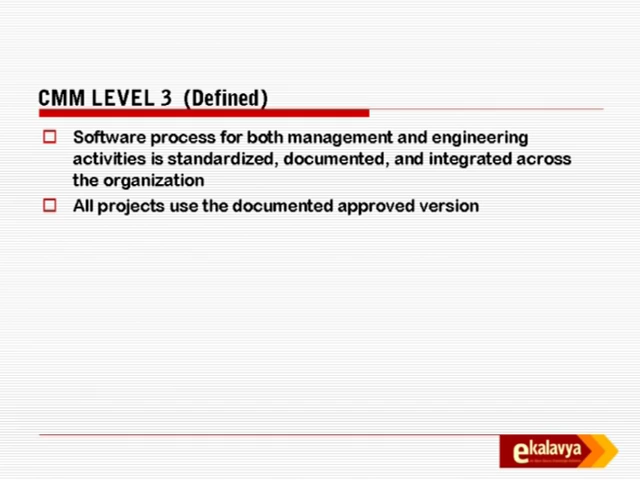 CMM LEVEL 3 (Defined)
Software process for both management and engineering
activities is standardized, documented, and integrated across
the organization
All projects use the documented approved version
ekalavya